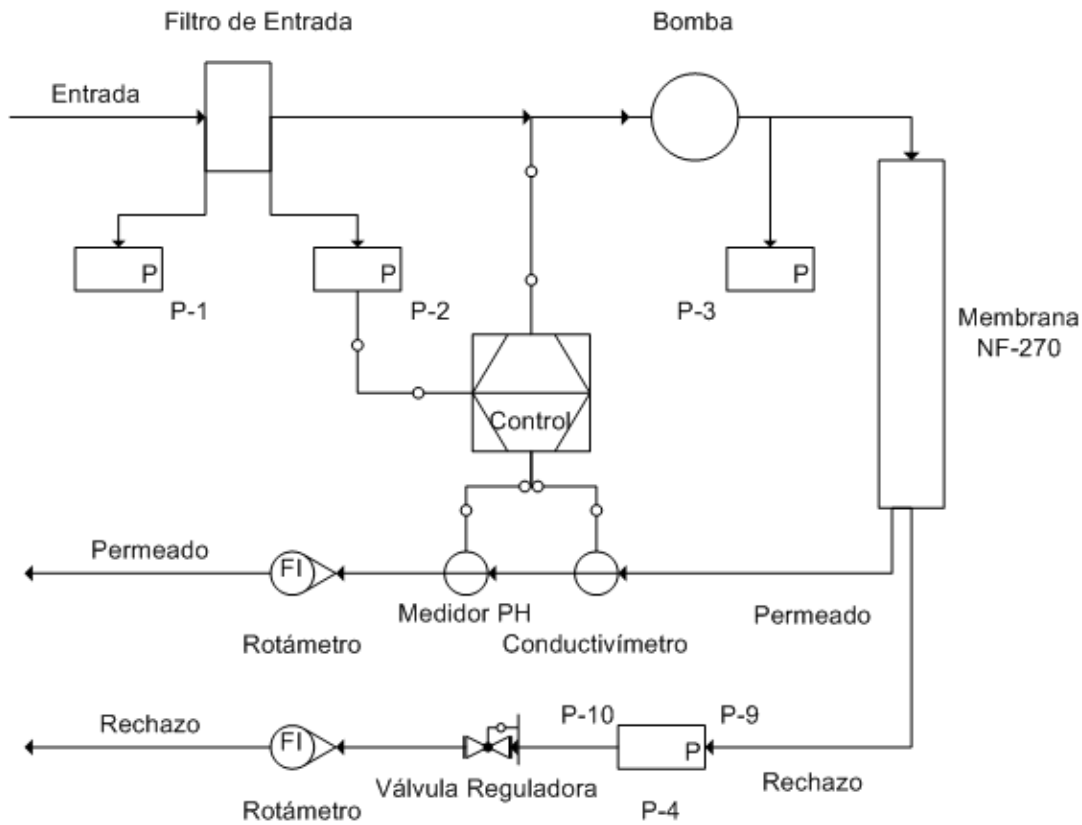 Filtro de Entrada
Bomba
Entrada
P
P-1
P
P-2
P
P-3
Membrana
NF-270
Control
Permeado
FI
Medidor PH
Permeado
Rotámetro
Conductivímetro
Rechazo
FI
P-10
P-9
P
Válvula Reguladora
Rechazo
Rotámetro
P-4